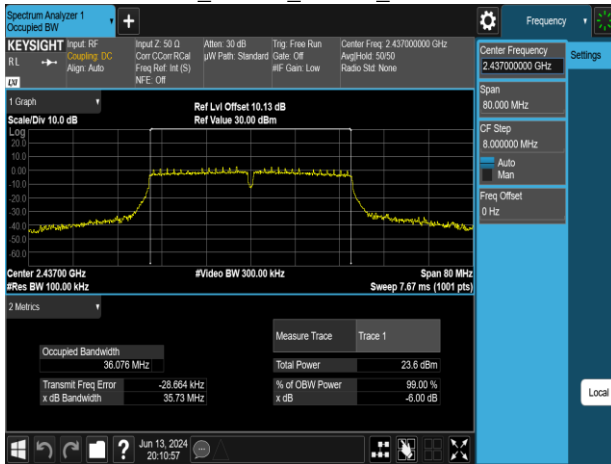 Spectrum Analyzer 1
Occupied BW
Frequency
KEYSIGHT
RL
LXI
Input: RF
Coupling: DC
Align: Auto
Input Z: 50 Ω
Corr CCorr RCal
Freq Ref: Int (S)
NFE: Off
Atten: 30 dB
µW Path: Standard
Trig: Free Run
Gate: Off
#IF Gain: Low
Center Freq: 2.437000000 GHz
Avg|Hold: 50/50
Radio Std: None
Center Frequency
2.437000000 GHz
Settings
Span
80.000 MHz
CF Step
8.000000 MHz
Auto
Man
Freq Offset
0 Hz
1 Graph
Scale/Div 10.0 dB
Ref Lvl Offset 10.13 dB
Ref Value 30.00 dBm
Log
20.0
10.0
0.00
-10.0
-20.0
-30.0
-40.0
-50.0
-60.0
Center 2.43700 GHz
#Video BW 300.00 kHz
Span 80 MHz
#Res BW 100.00 kHz
Sweep 7.67 ms (1001 pts)
2 Metrics
Measure Trace
Trace 1
Occupied Bandwidth
36.076 MHz
Total Power
23.6 dBm
Transmit Freq Error
-28.664 kHz
% of OBW Power
99.00 %
x dB Bandwidth
35.73 MHz
x dB
-6.00 dB
Local
?
Jun 13, 2024
20:10:57